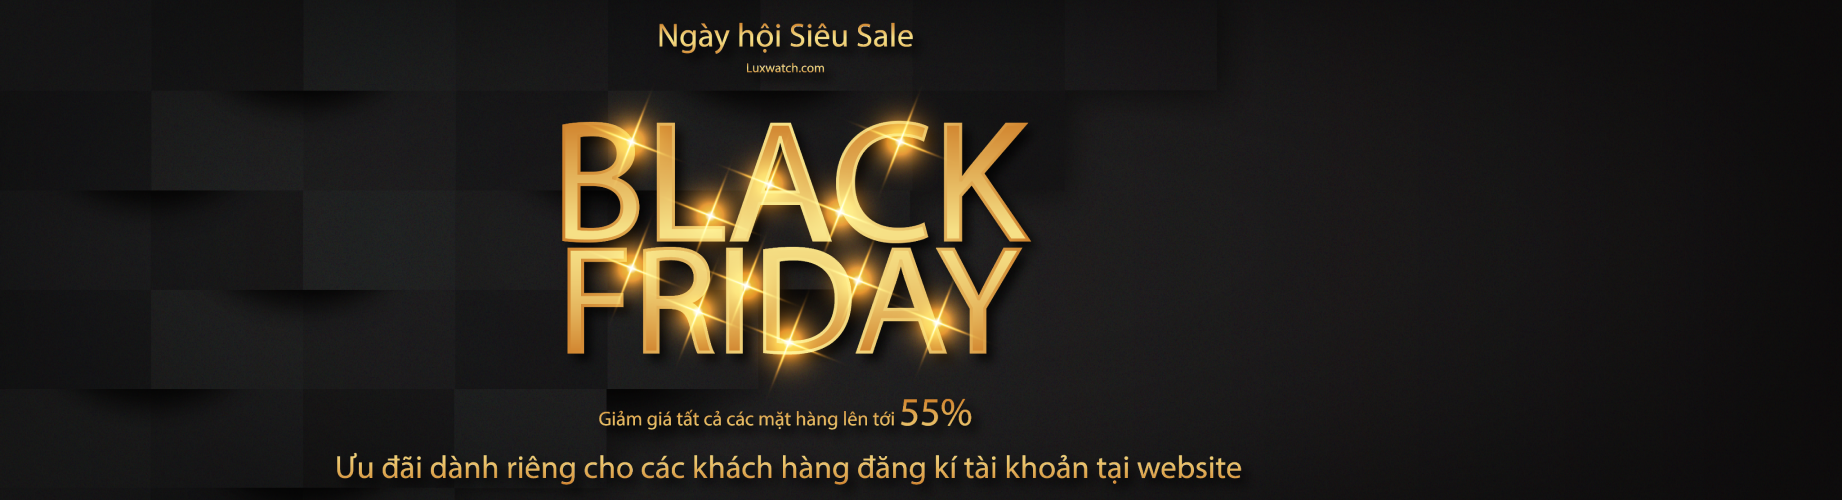 Ngày hội Siêu Sale
Luxwatch.com
BLACK
FRIDAY
Giảm giá tất cả các mặt hàng lên tới 55%
Ưu đãi dành riêng cho các khách hàng đăng kí tài khoản tại website